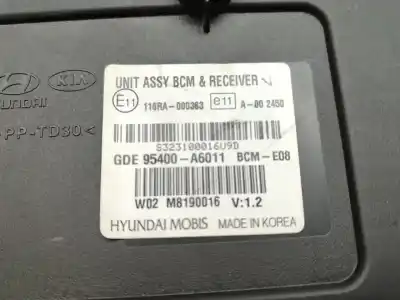 KIA
HYUNDAI
>PP-TD30<
UNIT ASSY BCM & RECEIVER
E11 116RA-000363 e11 A-00 2450
S323100016U9D
GDE 95400-A6011 BCM-E08
W02 M8190016 V:1.2
HYUNDAI MOBIS MADE IN KOREA